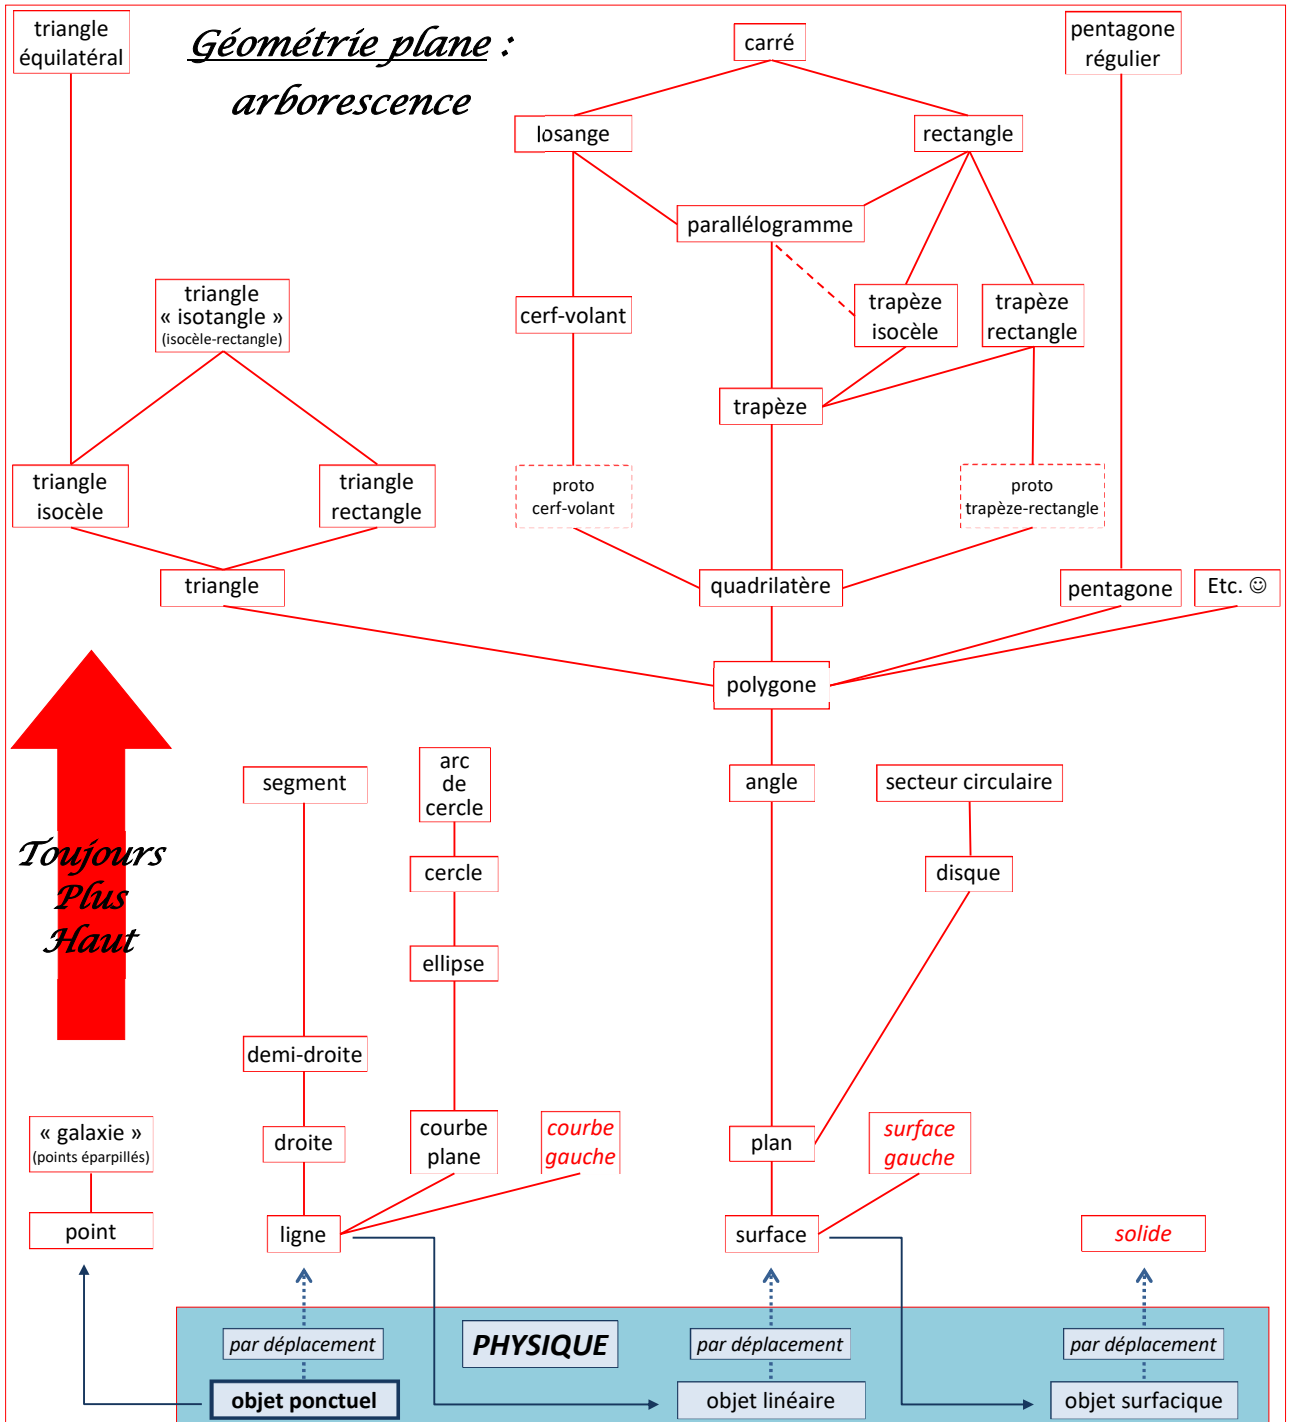 triangle
équilatéral
Géométrie plane :
arborescence
carré
pentagone
régulier
losange
rectangle
parallélogramme
triangle
« isotangle »
(isocèle-rectangle)
cerf-volant
trapèze
isocèle
trapèze
rectangle
trapèze
triangle
isocèle
triangle
rectangle
proto
cerf-volant
proto
trapèze-rectangle
triangle
quadrilatère
pentagone
Etc. ☺
polygone
segment
arc
de
cercle
angle
secteur circulaire
Toujours
Plus
Haut
cercle
disque
ellipse
demi-droite
« galaxie »
(points éparpillés)
droite
courbe
plane
courbe
gauche
plan
surface
gauche
point
ligne
surface
solide
par déplacement
PHYSIQUE
par déplacement
par déplacement
objet ponctuel
objet linéaire
objet surfacique